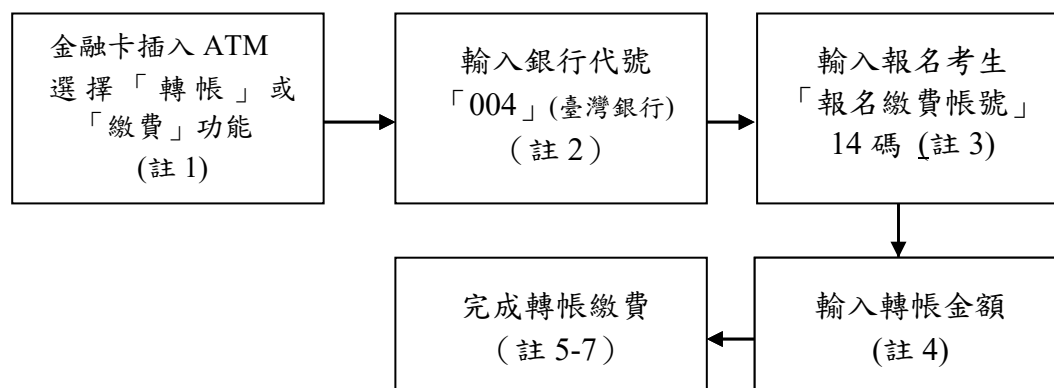 金融卡插入 ATM
選擇「轉帳」或
「繳費」功能
(註 1)
輸入銀行代號
「004」(臺灣銀行)
（註 2）
輸入報名考生
「報名繳費帳號」
14 碼 (註 3)
輸入轉帳金額
(註 4)
完成轉帳繳費
（註 5-7）